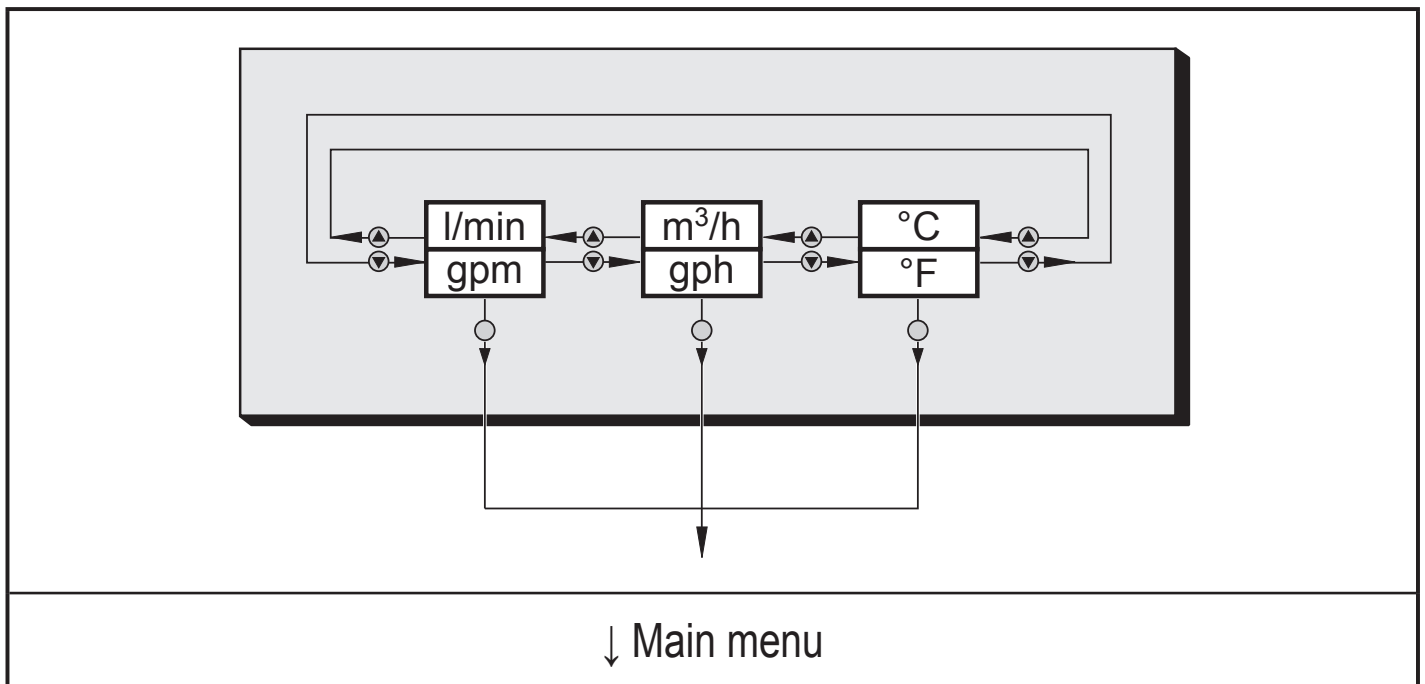 l/min
gpm
m³/h
gph
°C
°F
↓ Main menu